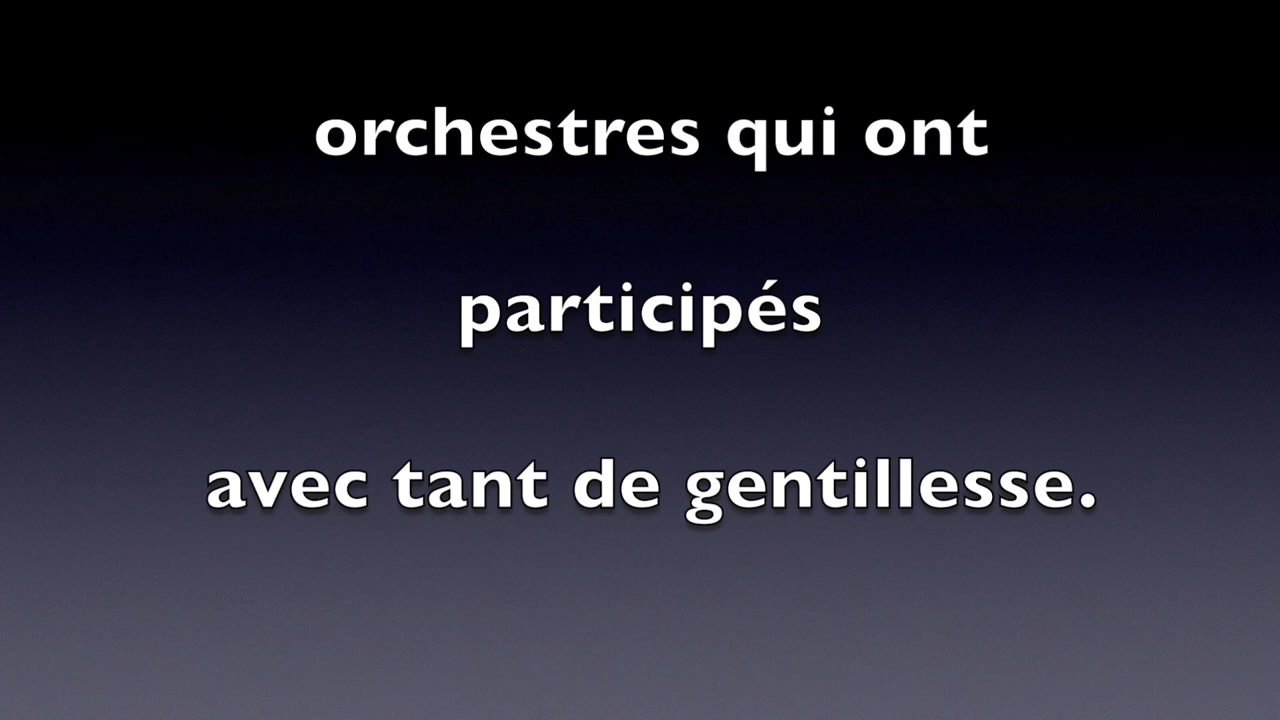 orchestres qui ont
participés
avec tant de gentillesse.